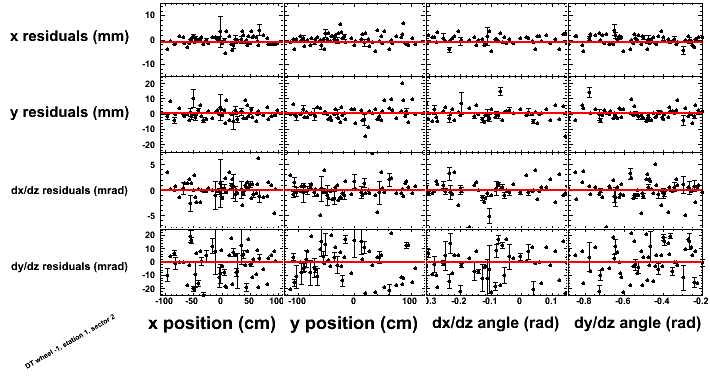 x residuals (mm)
10
0
-10
y residuals (mm)
20
10
0
-10
-20
dx/dz residuals (mrad)
5
0
-5
dy/dz residuals (mrad)
20
10
0
-10
-20
-100 -50 0 50 100 -100 0 100 -0.3 -0.2 -0.1 0 0.1 -0.8 -0.6 -0.4 -0.2
x position (cm) y position (cm) dx/dz angle (rad) dy/dz angle (rad)
DT wheel -1, station 1, sector 2